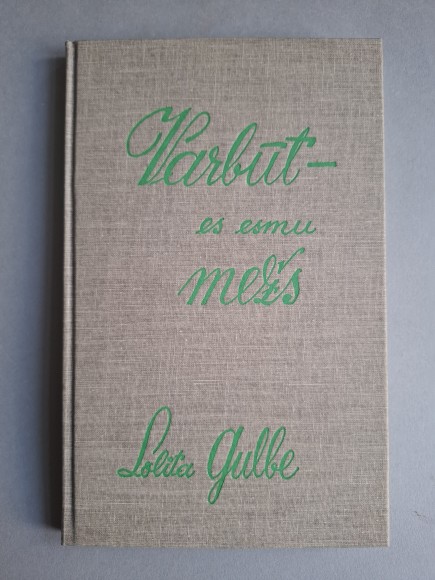 Varbūt –
es esmu
mežs
Lolita Gulbe